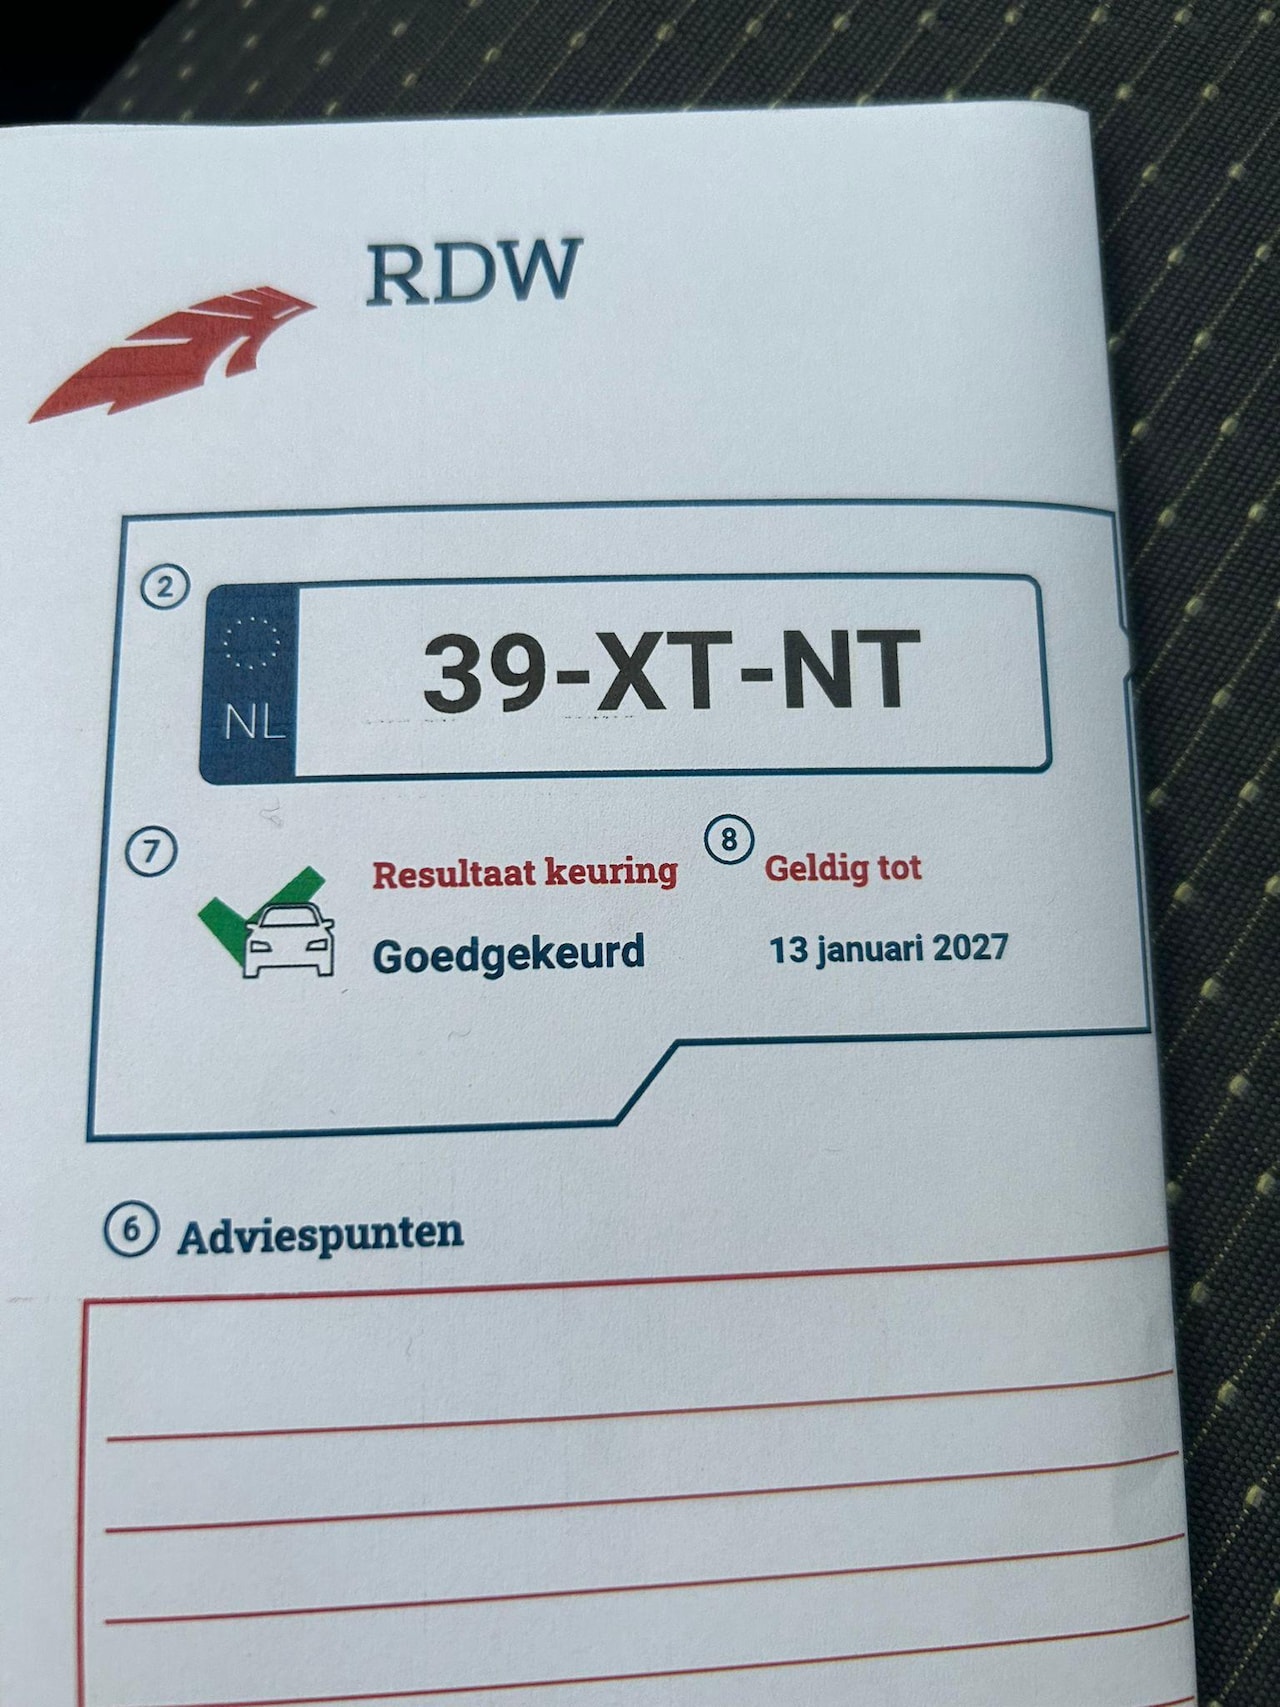 RDW
2
NL
39-XT-NT
7
Resultaat keuring
8
Geldig tot
Goedgekeurd
13 januari 2027
6
Adviespunten